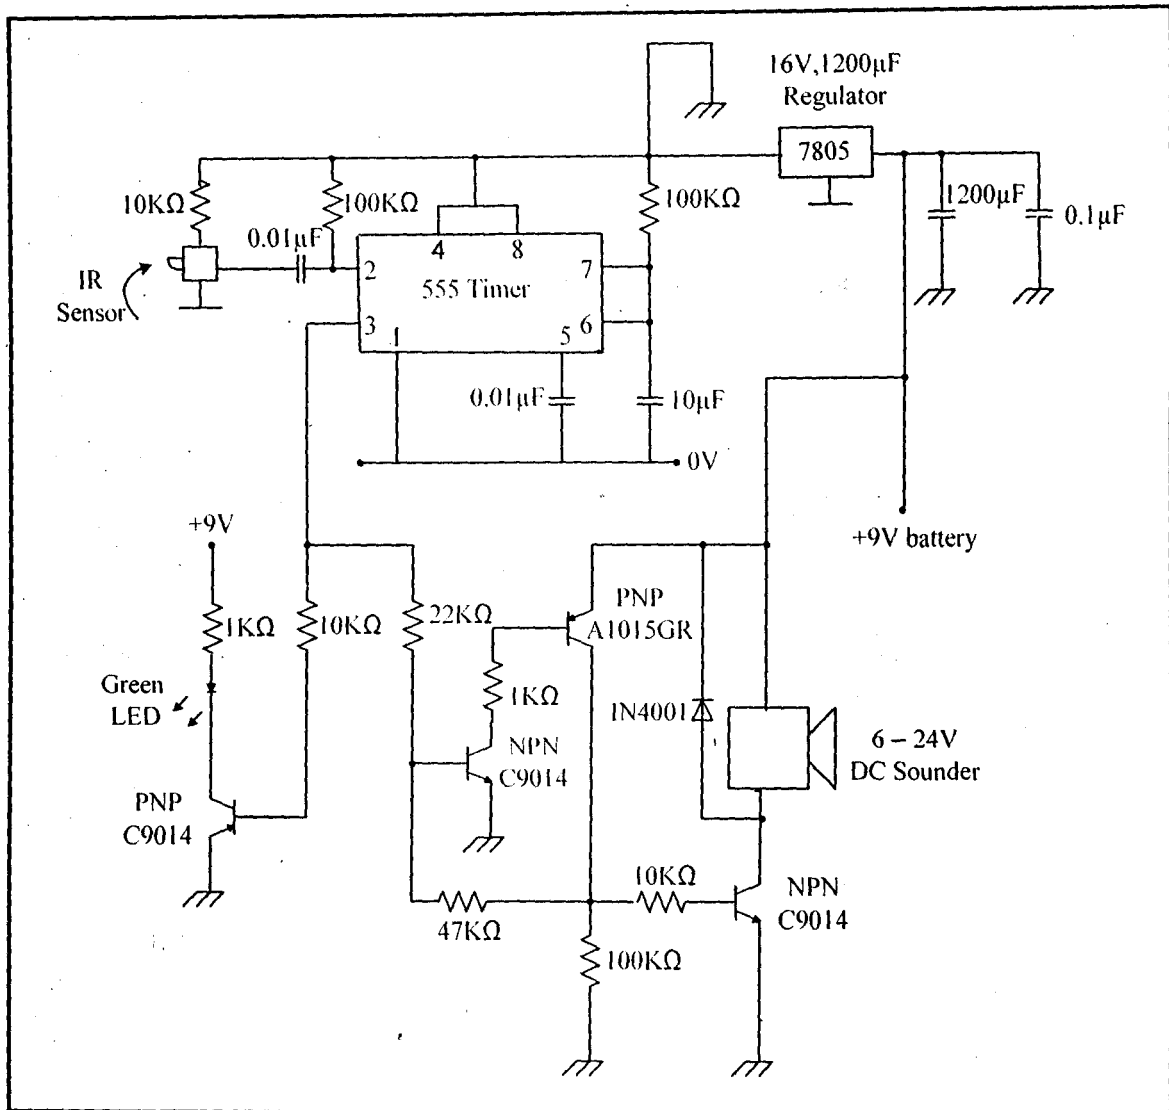 16V,1200µF
Regulator
7805
10KΩ
100KΩ
100KΩ
1200µF
0.1µF
0.01µF
4
8
IR
Sensor
2
555 Timer
7
3
1
5
6
0.01µF
10µF
0V
+9V
+9V battery
1KΩ
10KΩ
22KΩ
PNP
A1015GR
Green
LED
1KΩ
1N4001
6 – 24V
DC Sounder
NPN
C9014
PNP
C9014
10KΩ
NPN
C9014
47KΩ
100KΩ